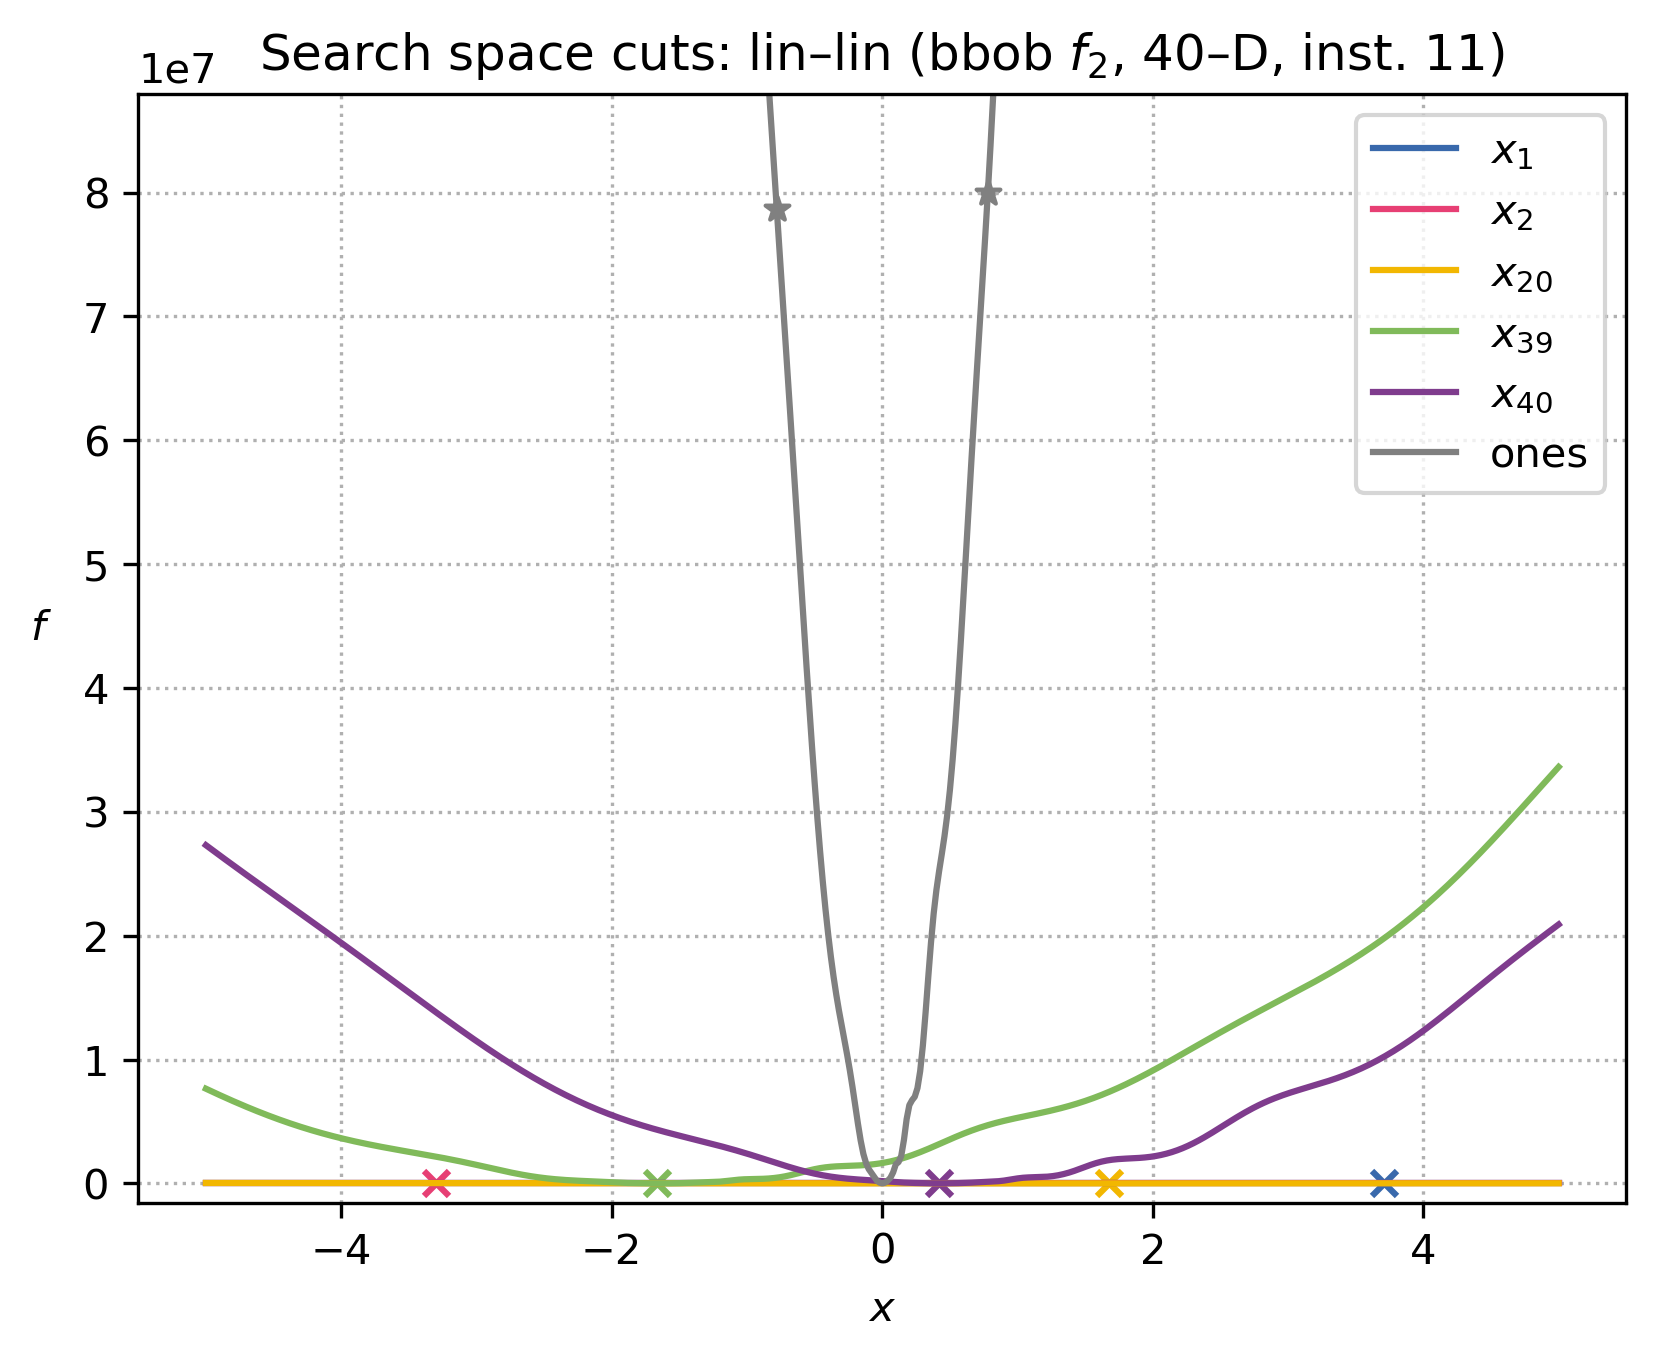 Search space cuts: lin–lin (bbob f₂, 40–D, inst. 11)
1e7
8
7
6
5
4
3
2
1
0
f
−4 −2 0 2 4
x
x₁
x₂
x₂₀
x₃₉
x₄₀
ones